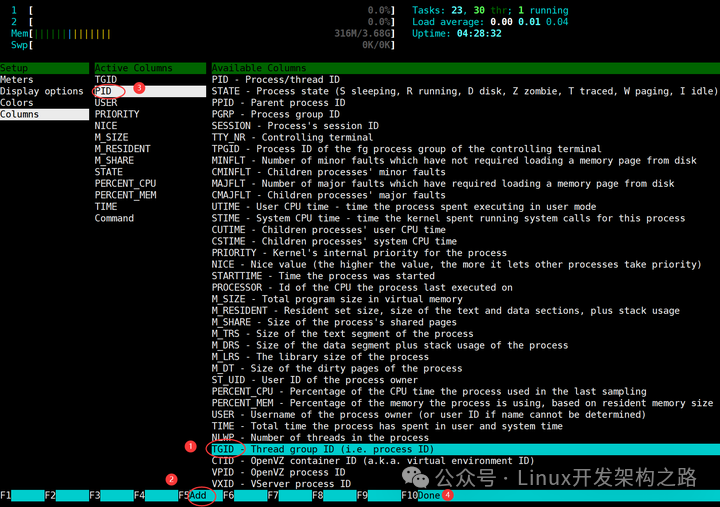 1 [ 0.0%] Tasks: 23, 30 thr; 1 running
2 [ 0.0%] Load average: 0.00 0.01 0.04
Mem[|||||||||||||| 316M/3.68G] Uptime: 04:28:32
Swp[ 0K/0K]
Setup Active Columns Available Columns
Meters TGID PID - Process/thread ID
Display options PID 3 STATE - Process state (S sleeping, R running, D disk, Z zombie, T traced, W paging, I idle)
Colors USER PPID - Parent process ID
Columns PRIORITY PGRP - Process group ID
NICE SESSION - Process's session ID
M_SIZE TTY_NR - Controlling terminal
M_RESIDENT TPGID - Process ID of the fg process group of the controlling terminal
M_SHARE MINFLT - Number of minor faults which have not required loading a memory page from disk
STATE CMINFLT - Children processes' minor faults
PERCENT_CPU MAJFLT - Number of major faults which have required loading a memory page from disk
PERCENT_MEM CMAJFLT - Children processes' major faults
TIME UTIME - User CPU time - time the process spent executing in user mode
Command STIME - System CPU time - time the kernel spent running system calls for this process
CUTIME - Children processes' user CPU time
CSTIME - Children processes' system CPU time
PRIORITY - Kernel's internal priority for the process
NICE - Nice value (the higher the value, the more it lets other processes take priority)
STARTTIME - Time the process was started
PROCESSOR - Id of the CPU the process last executed on
M_SIZE - Total program size in virtual memory
M_RESIDENT - Resident set size, size of the text and data sections, plus stack usage
M_SHARE - Size of the process's shared pages
M_TRS - Size of the text segment of the process
M_DRS - Size of the data segment plus stack usage of the process
M_LRS - The library size of the process
M_DT - Size of the dirty pages of the process
ST_UID - User ID of the process owner
PERCENT_CPU - Percentage of the CPU time the process used in the last sampling
PERCENT_MEM - Percentage of the memory the process is using, based on resident memory size
USER - Username of the process owner (or user ID if name cannot be determined)
TIME - Total time the process has spent in user and system time
NLWP - Number of threads in the process
1 TGID - Thread group ID (i.e. process ID)
CTID - OpenVZ container ID (a.k.a. virtual environment ID)
2 VPID - OpenVZ process ID
公众号 · Linux开发架构之路
VXID - VServer process ID
F1 F2 F3 F4 F5Add F6 F7 F8 F9 F10Done 4